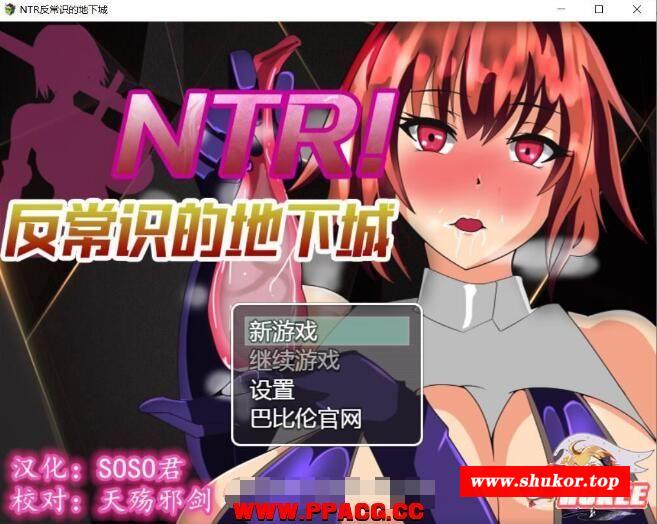 NTR反常识的地下城
NTR!
反常识的地下城
新游戏
继续游戏
设置
巴比伦官网
汉化：SOSO君
校对：天殇邪剑
www.shukor.top
WWW.PPACG.CC